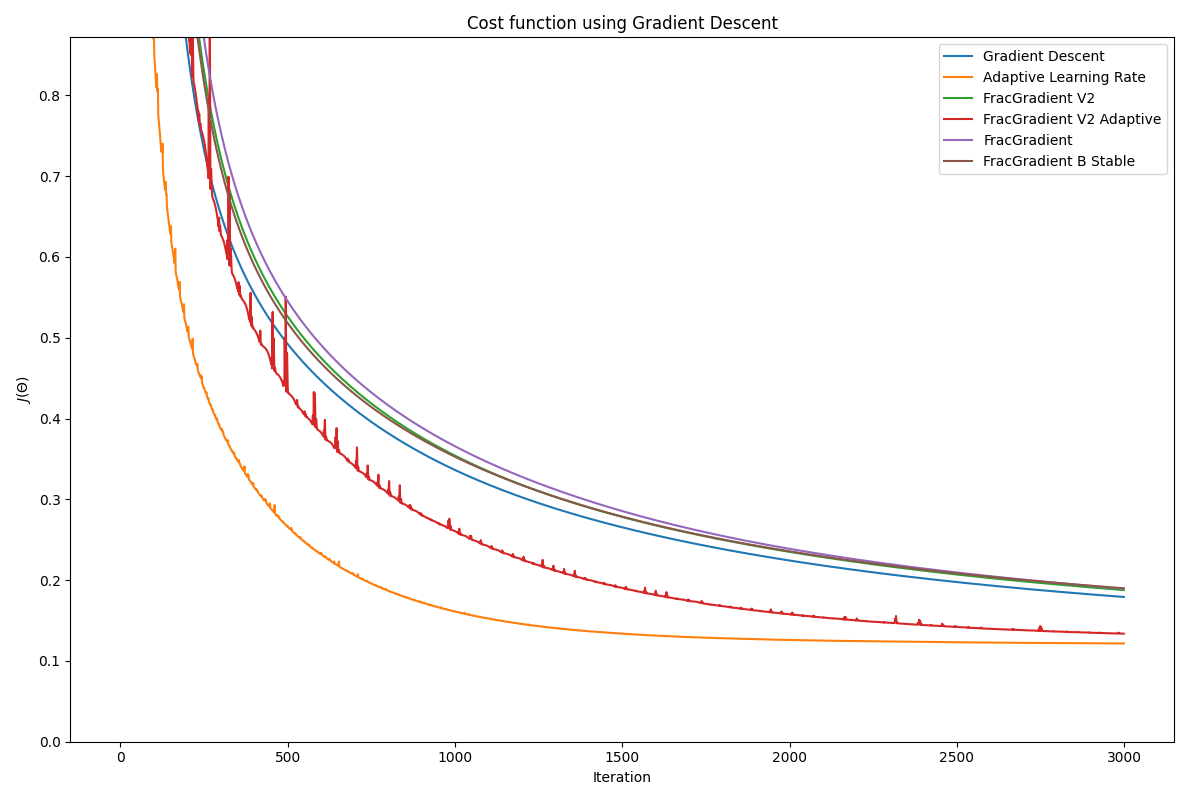 Cost function using Gradient Descent
Gradient Descent
Adaptive Learning Rate
FracGradient V2
FracGradient V2 Adaptive
FracGradient
FracGradient B Stable
J(Θ)
0.8
0.7
0.6
0.5
0.4
0.3
0.2
0.1
0.0
0 500 1000 1500 2000 2500 3000
Iteration